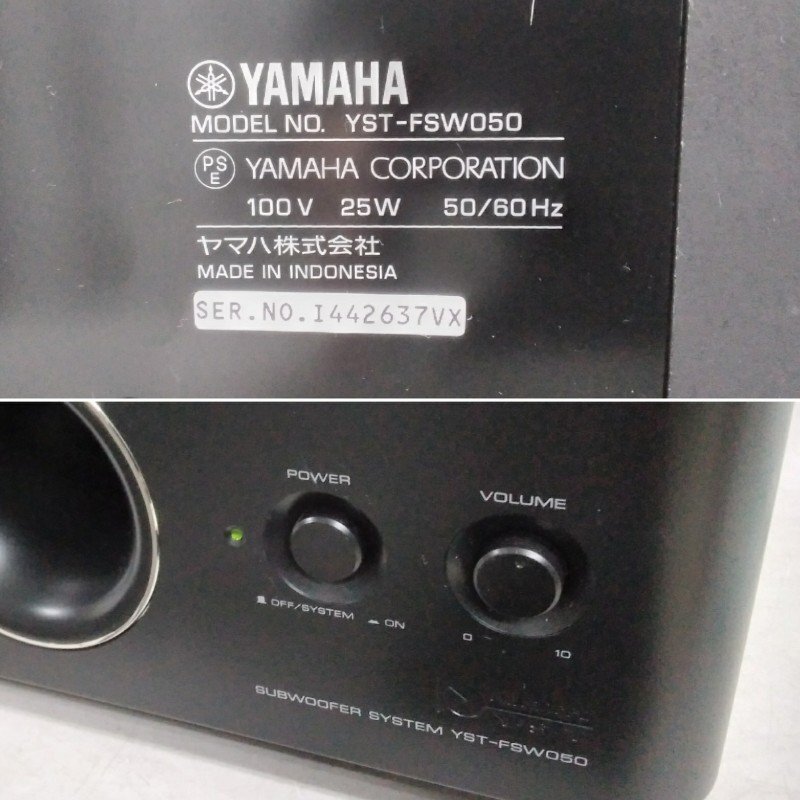 YAMAHA
MODEL NO. YST-FSW050
PSE YAMAHA CORPORATION
100V 25W 50/60Hz
ヤマハ株式会社
MADE IN INDONESIA
SER.NO.I442637VX
POWER
VOLUME
OFF/SYSTEM ON
0 10
SUBWOOFER SYSTEM YST-FSW050